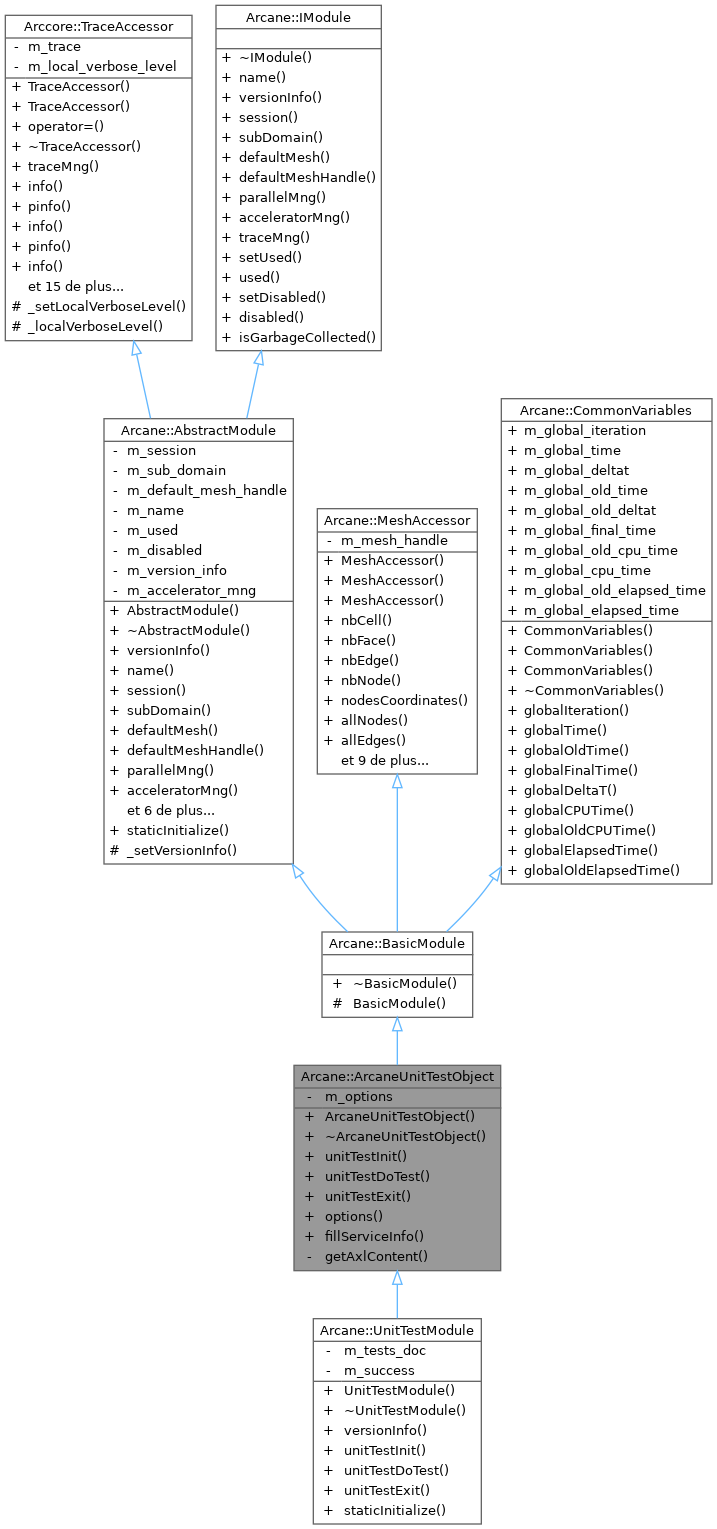 Arccore::TraceAccessor
- m_trace
- m_local_verbose_level
+ TraceAccessor()
+ TraceAccessor()
+ operator=()
+ ~TraceAccessor()
+ traceMng()
+ info()
+ pinfo()
+ info()
+ pinfo()
+ info()
et 15 de plus...
# _setLocalVerboseLevel()
# _localVerboseLevel()
Arcane::IModule
+ ~IModule()
+ name()
+ versionInfo()
+ session()
+ subDomain()
+ defaultMesh()
+ defaultMeshHandle()
+ parallelMng()
+ acceleratorMng()
+ traceMng()
+ setUsed()
+ used()
+ setDisabled()
+ disabled()
+ isGarbageCollected()
Arcane::AbstractModule
- m_session
- m_sub_domain
- m_default_mesh_handle
- m_name
- m_used
- m_disabled
- m_version_info
- m_accelerator_mng
+ AbstractModule()
+ ~AbstractModule()
+ versionInfo()
+ name()
+ session()
+ subDomain()
+ defaultMesh()
+ defaultMeshHandle()
+ parallelMng()
+ acceleratorMng()
et 6 de plus...
+ staticInitialize()
# _setVersionInfo()
Arcane::MeshAccessor
- m_mesh_handle
+ MeshAccessor()
+ MeshAccessor()
+ MeshAccessor()
+ nbCell()
+ nbFace()
+ nbEdge()
+ nbNode()
+ nodesCoordinates()
+ allNodes()
+ allEdges()
et 9 de plus...
Arcane::CommonVariables
+ m_global_iteration
+ m_global_time
+ m_global_deltat
+ m_global_old_time
+ m_global_old_deltat
+ m_global_final_time
+ m_global_old_cpu_time
+ m_global_cpu_time
+ m_global_old_elapsed_time
+ m_global_elapsed_time
+ CommonVariables()
+ CommonVariables()
+ CommonVariables()
+ ~CommonVariables()
+ globalIteration()
+ globalTime()
+ globalOldTime()
+ globalFinalTime()
+ globalDeltaT()
+ globalCPUTime()
+ globalOldCPUTime()
+ globalElapsedTime()
+ globalOldElapsedTime()
Arcane::BasicModule
+ ~BasicModule()
# BasicModule()
Arcane::ArcaneUnitTestObject
- m_options
+ ArcaneUnitTestObject()
+ ~ArcaneUnitTestObject()
+ unitTestInit()
+ unitTestDoTest()
+ unitTestExit()
+ options()
+ fillServiceInfo()
- getAxlContent()
Arcane::UnitTestModule
- m_tests_doc
- m_success
+ UnitTestModule()
+ ~UnitTestModule()
+ versionInfo()
+ unitTestInit()
+ unitTestDoTest()
+ unitTestExit()
+ staticInitialize()